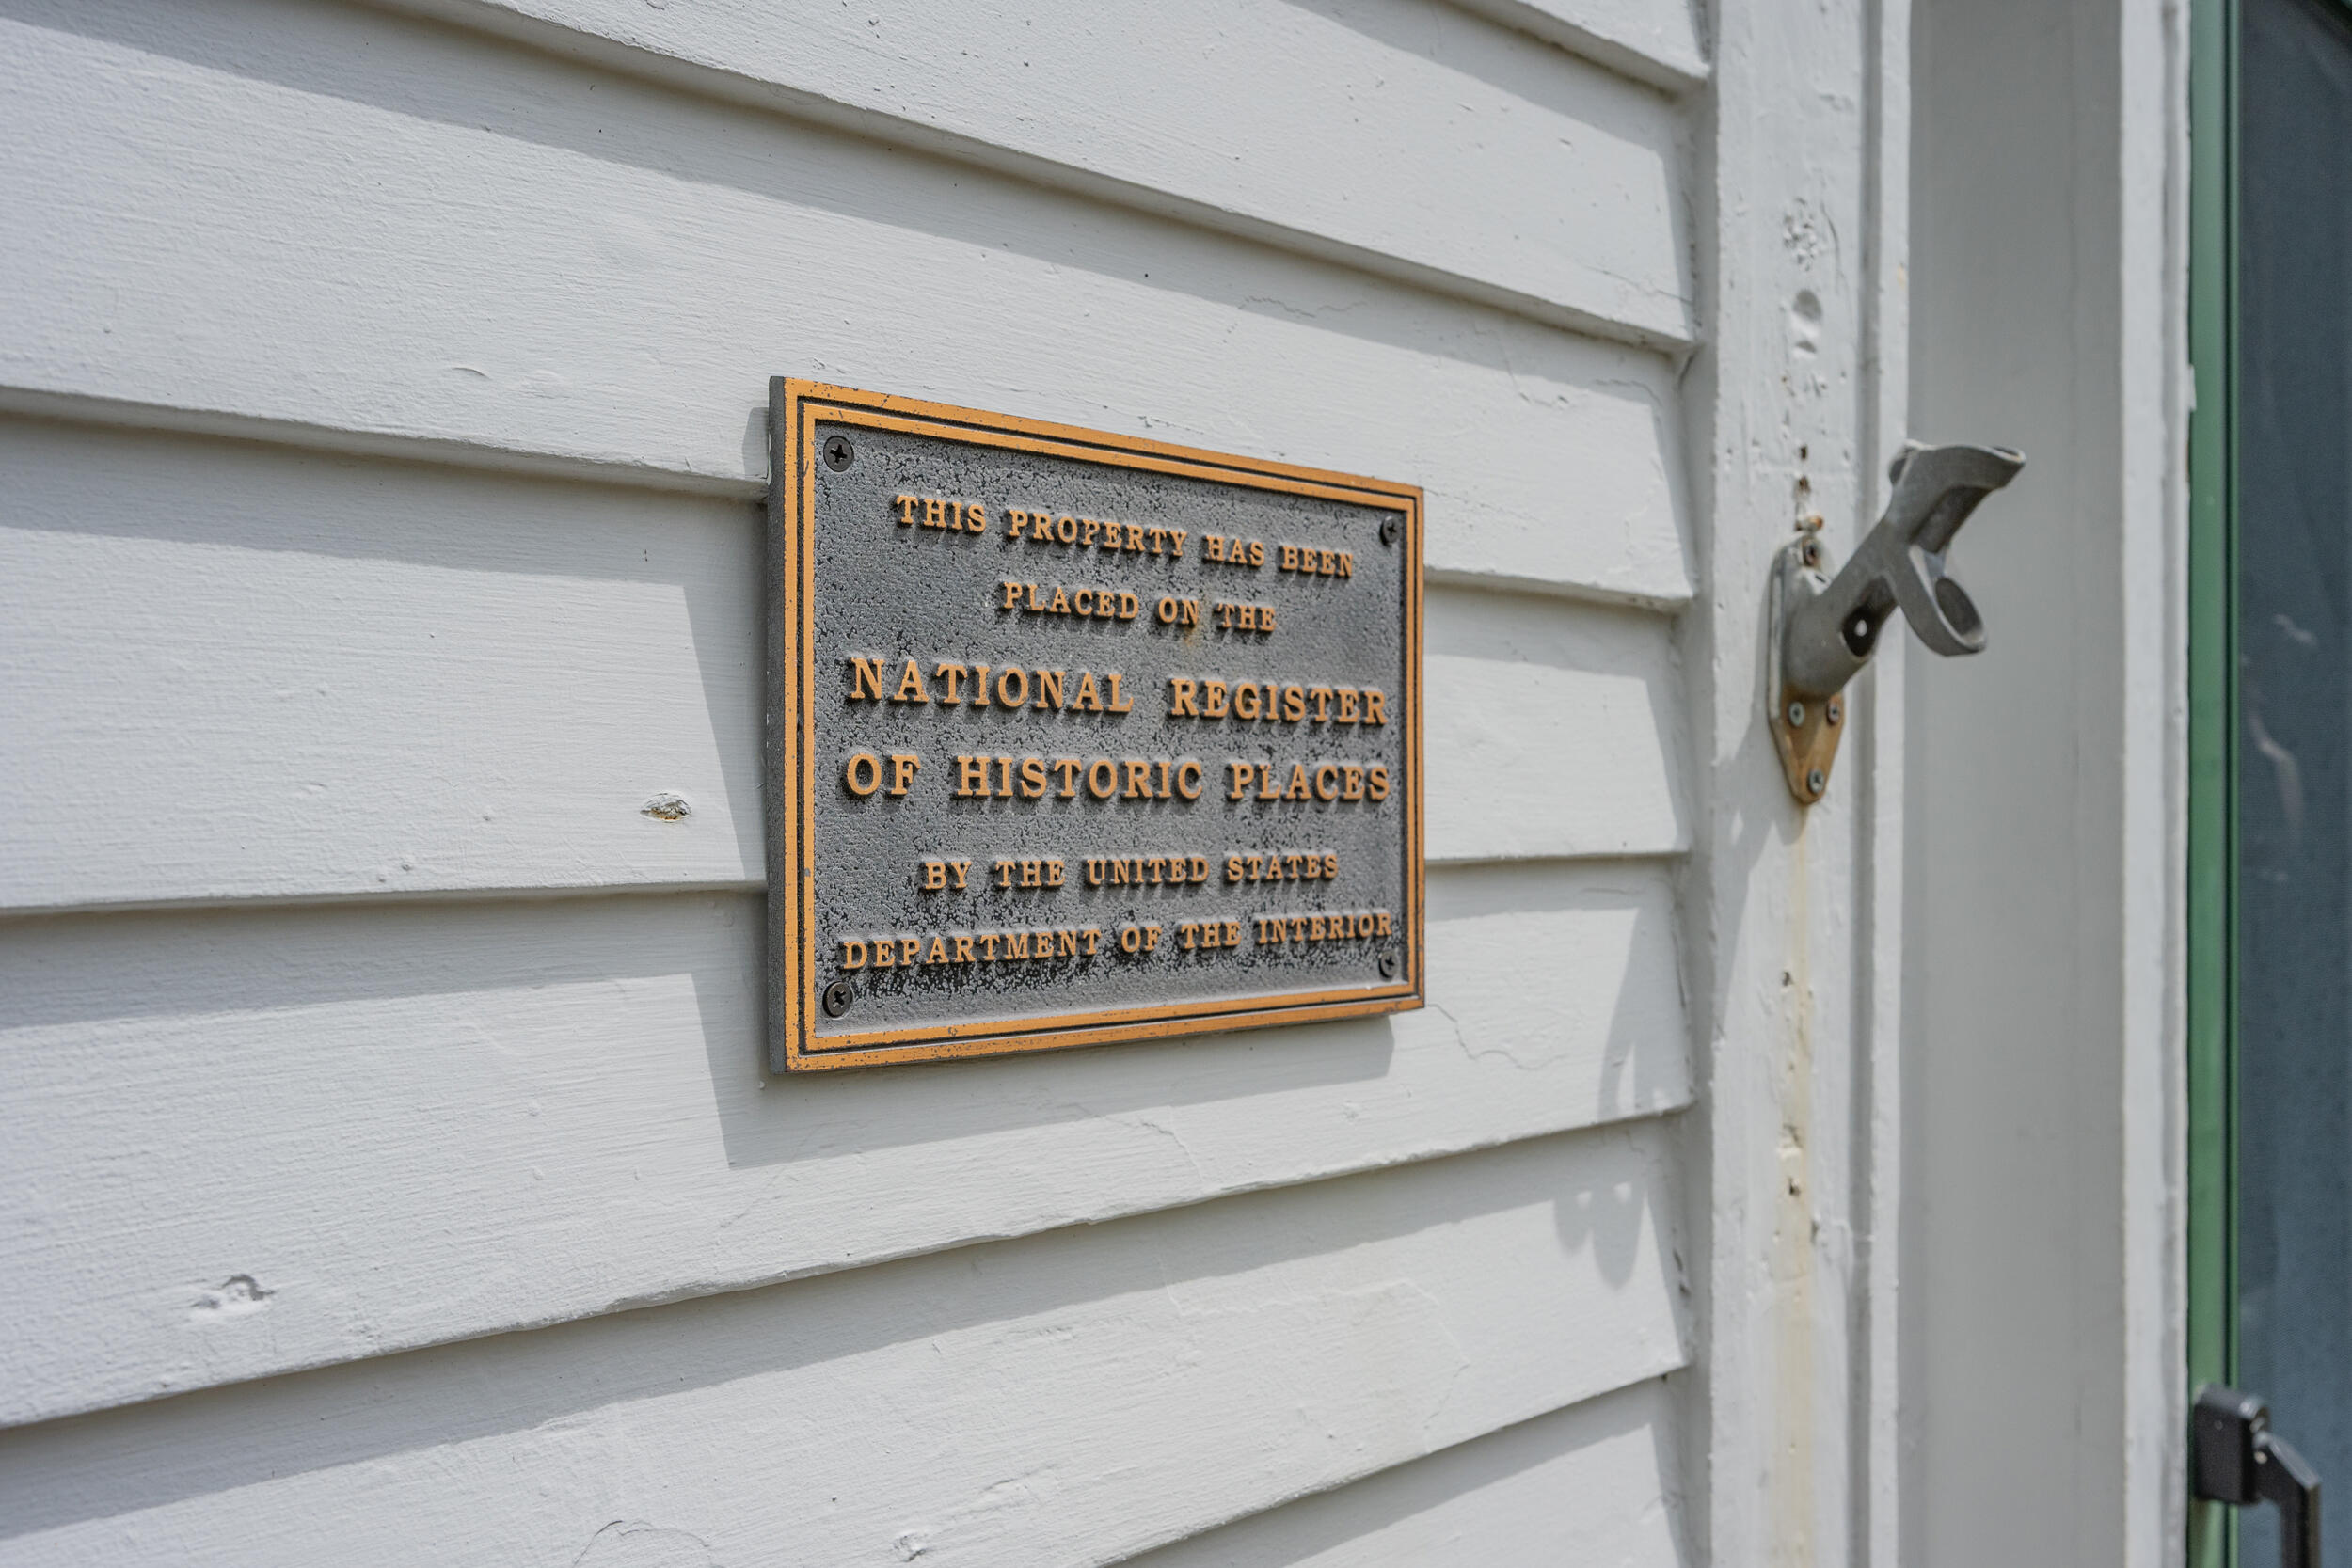 THIS PROPERTY HAS BEEN
PLACED ON THE
NATIONAL REGISTER
OF HISTORIC PLACES
BY THE UNITED STATES
DEPARTMENT OF THE INTERIOR